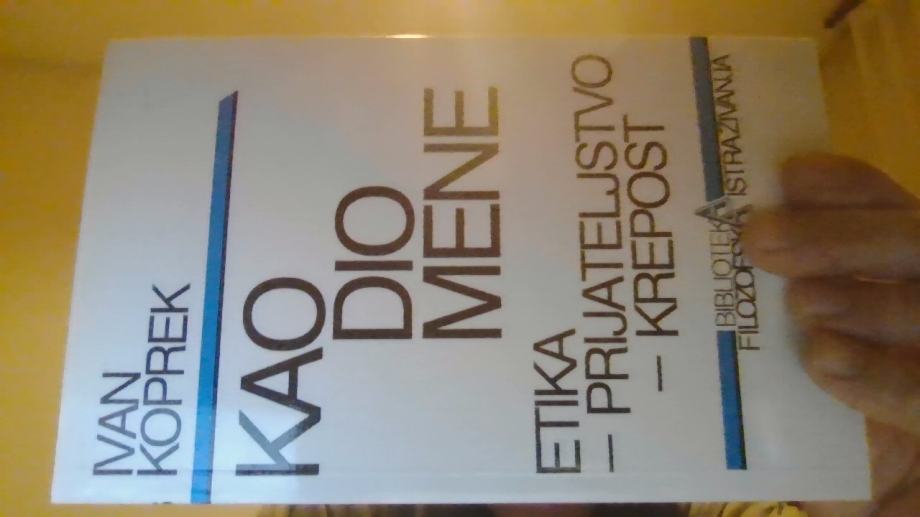 IVAN
KOPREK
KAO
DIO
MENE
ETIKA
– PRIJATELJSTVO
– KREPOST
BIBLIOTEKA
FILOZOFSKA ISTRAŽIVANJA